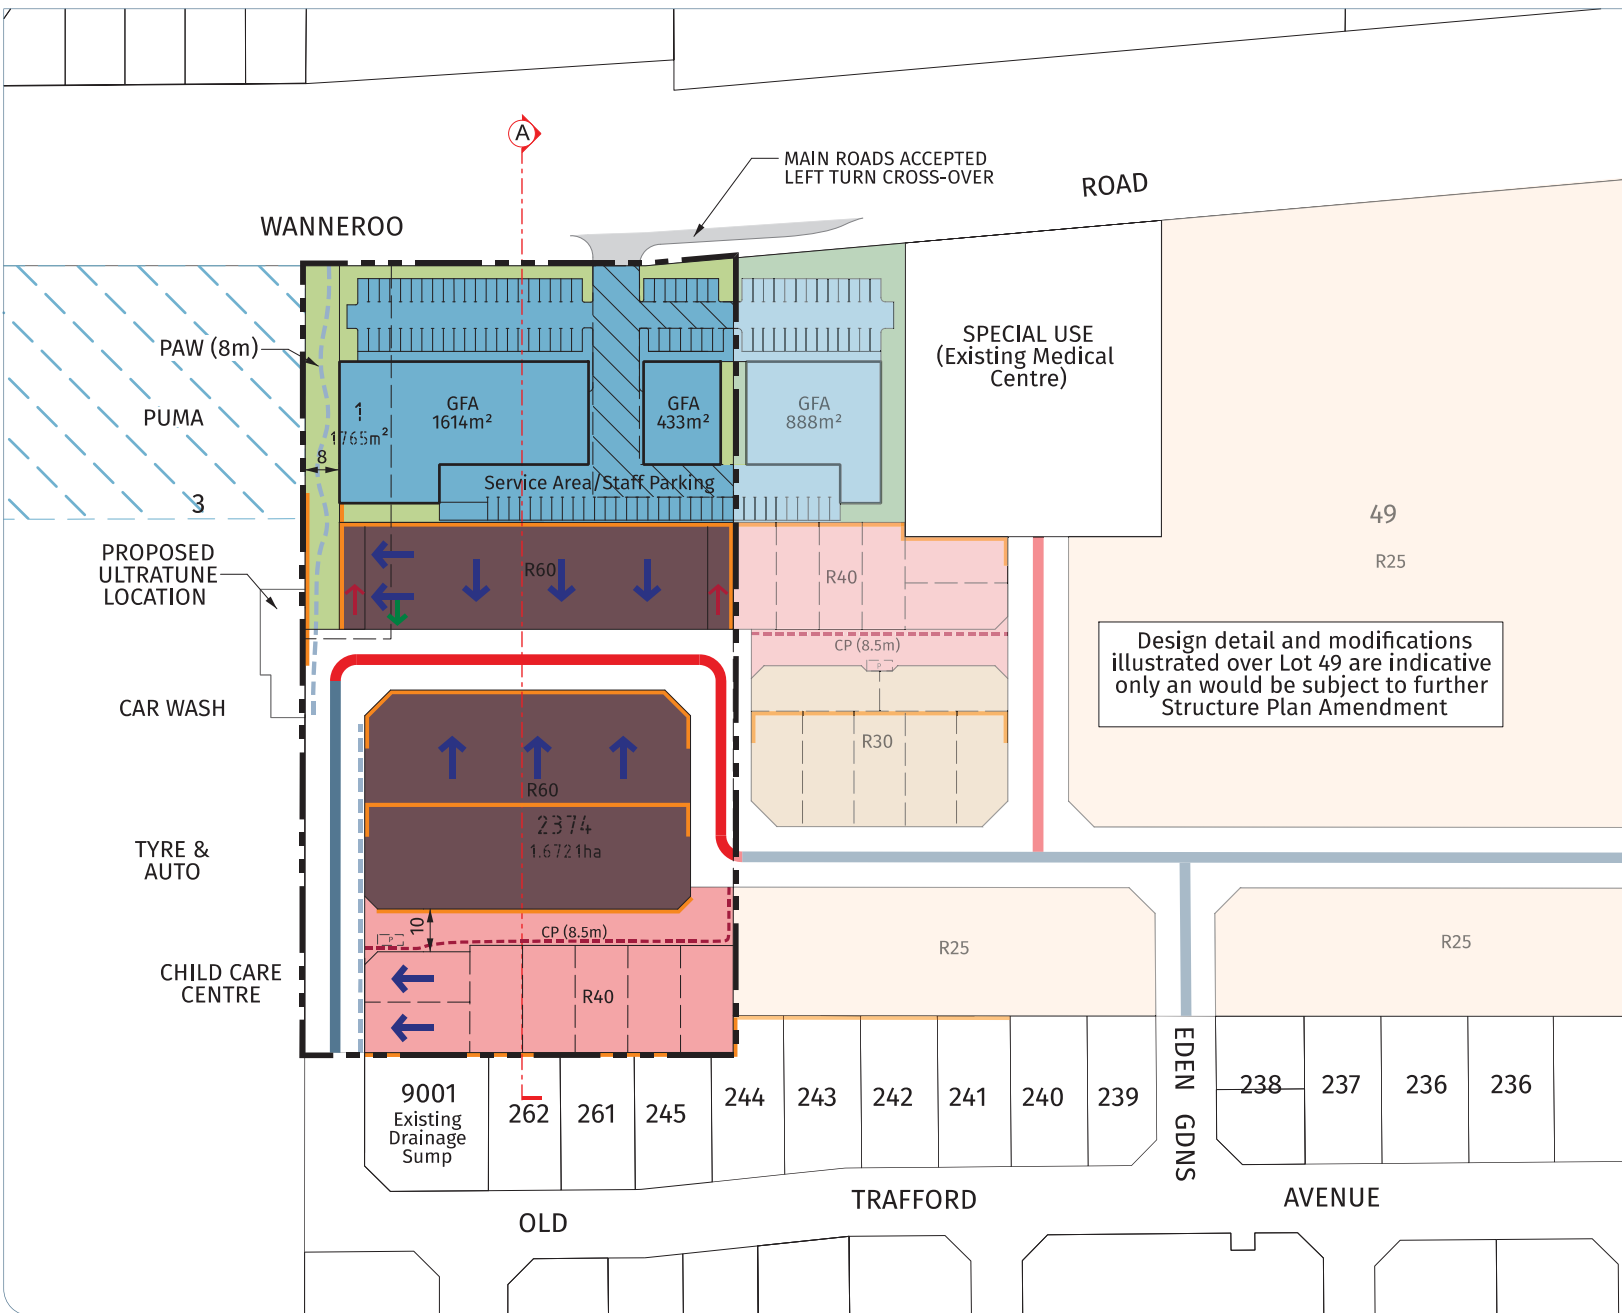 A
MAIN ROADS ACCEPTED
LEFT TURN CROSS-OVER
ROAD
WANNEROO
PAW (8m)
PUMA
3
8
1
1765m²
GFA
1614m²
GFA
433m²
GFA
888m²
Service Area/Staff Parking
SPECIAL USE
(Existing Medical
Centre)
49
R25
PROPOSED
ULTRATUNE
LOCATION
R60
R40
CP (8.5m)
P
R30
Design detail and modifications
illustrated over Lot 49 are indicative
only an would be subject to further
Structure Plan Amendment
CAR WASH
R60
2374
1.6721ha
TYRE &
AUTO
10
P
CP (8.5m)
R40
CHILD CARE
CENTRE
R25
R25
9001
Existing
Drainage
Sump
262
261
245
244
243
242
241
240
239
EDEN GDNS
238
237
236
236
OLD
TRAFFORD
AVENUE